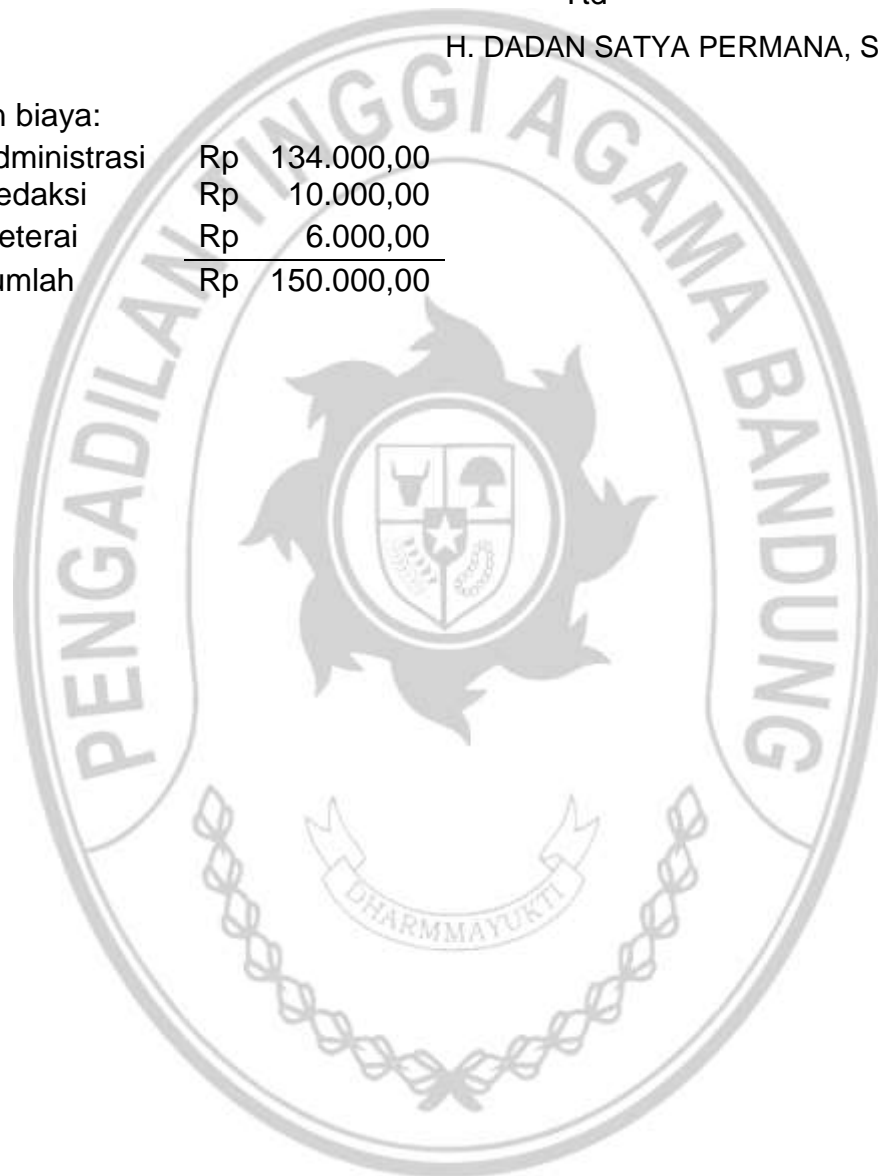 H. DADAN SATYA PERMANA, S
n biaya:
dministrasi Rp 134.000,00
edaksi Rp 10.000,00
eterai Rp 6.000,00
umlah Rp 150.000,00
PENGADILAN TINGGI AGAMA BANDUNG
DHARMMAYUKTI